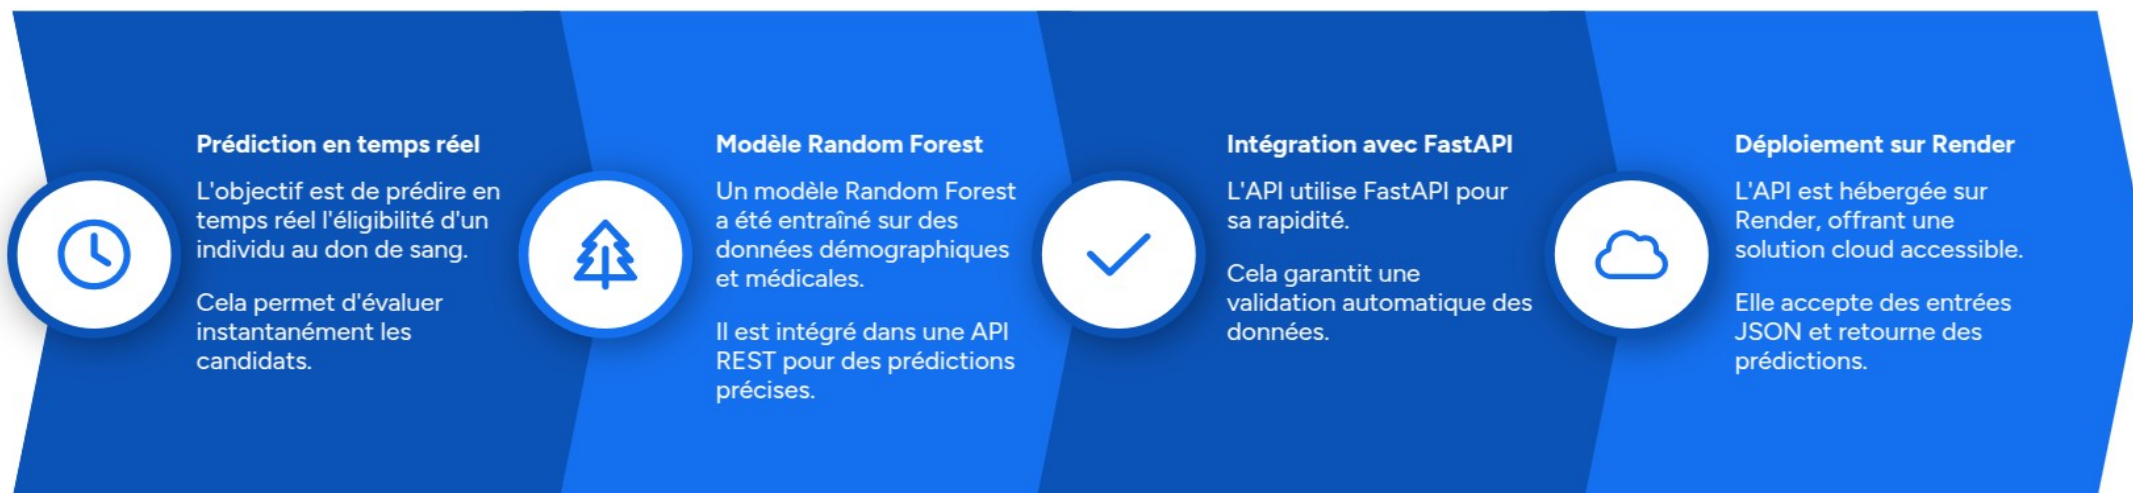 Prédiction en temps réel
L'objectif est de prédire en
temps réel l'éligibilité d'un
individu au don de sang.
Cela permet d'évaluer
instantanément les
candidats.
Modèle Random Forest
Un modèle Random Forest
a été entraîné sur des
données démographiques
et médicales.
Il est intégré dans une API
REST pour des prédictions
précises.
Intégration avec FastAPI
L'API utilise FastAPI pour
sa rapidité.
Cela garantit une
validation automatique des
données.
Déploiement sur Render
L'API est hébergée sur
Render, offrant une
solution cloud accessible.
Elle accepte des entrées
JSON et retourne des
prédictions.